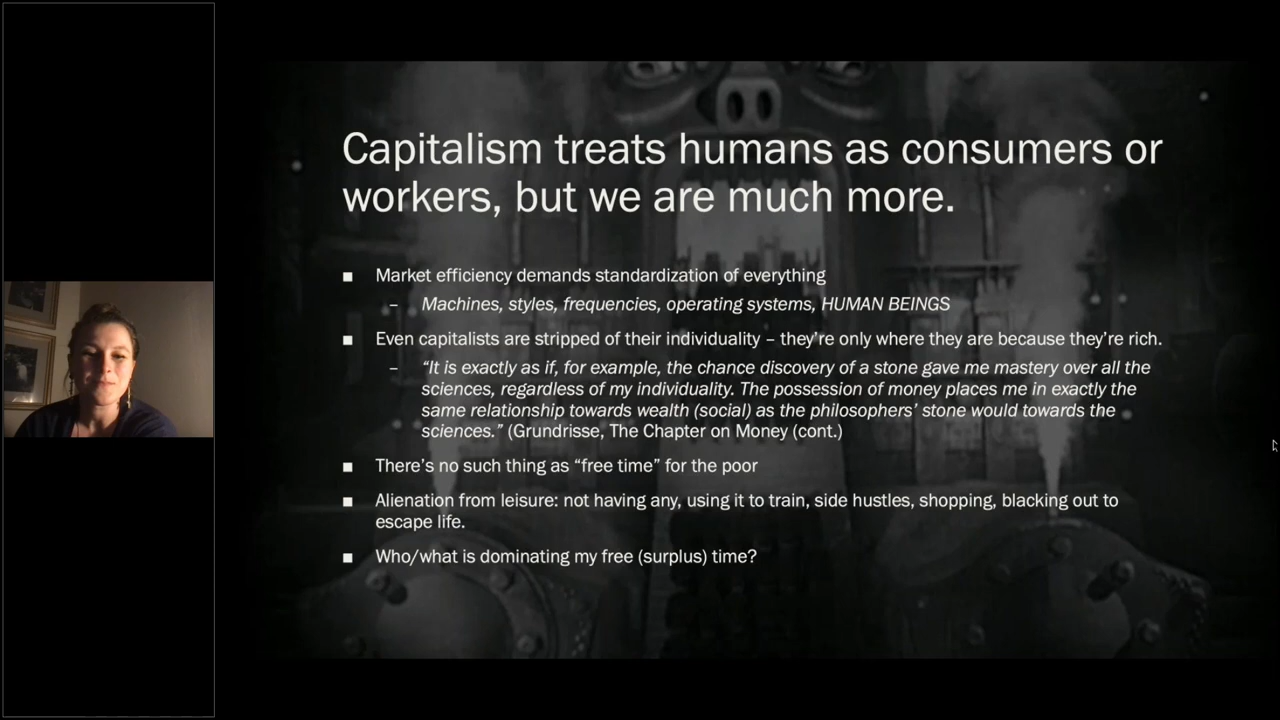 Capitalism treats humans as consumers or
workers, but we are much more.
■ Market efficiency demands standardization of everything
– Machines, styles, frequencies, operating systems, HUMAN BEINGS
■ Even capitalists are stripped of their individuality – they’re only where they are because they’re rich.
– “It is exactly as if, for example, the chance discovery of a stone gave me mastery over all the
sciences, regardless of my individuality. The possession of money places me in exactly the
same relationship towards wealth (social) as the philosophers’ stone would towards the
sciences.” (Grundrisse, The Chapter on Money (cont.)
■ There’s no such thing as “free time” for the poor
■ Alienation from leisure: not having any, using it to train, side hustles, shopping, blacking out to
escape life.
■ Who/what is dominating my free (surplus) time?